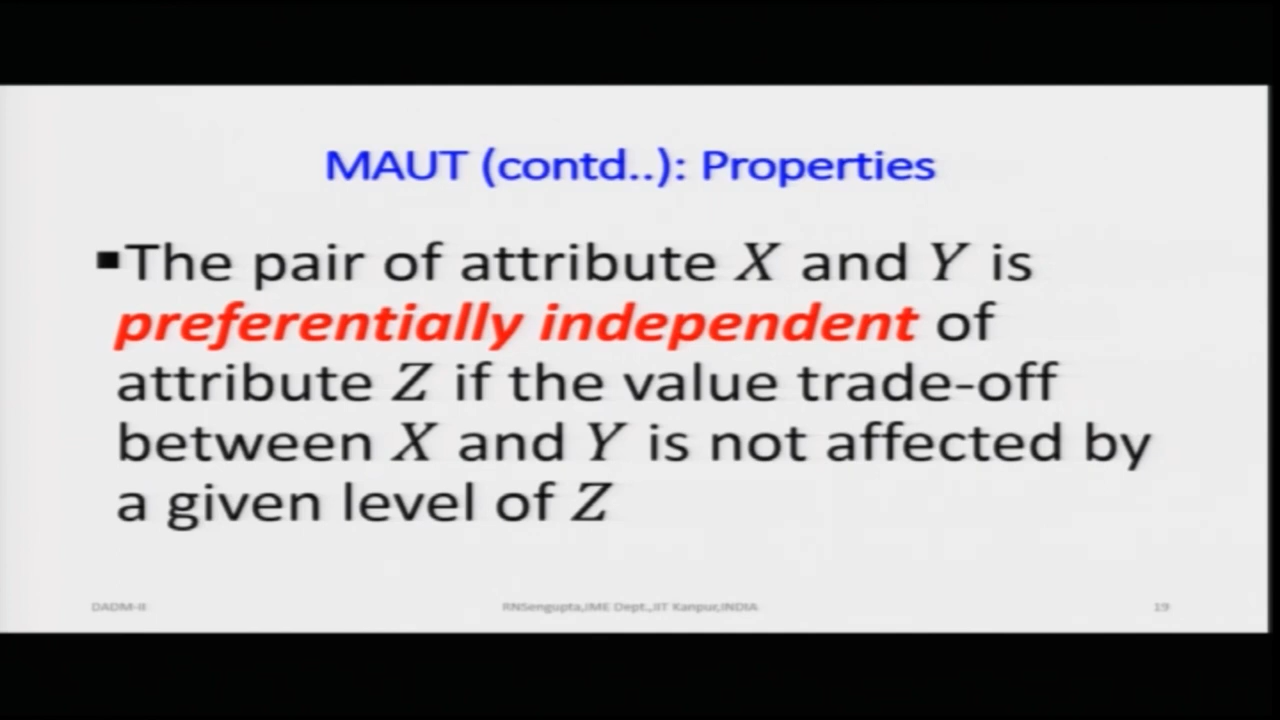 MAUT (contd..): Properties
▪The pair of attribute X and Y is
preferentially independent of
attribute Z if the value trade-off
between X and Y is not affected by
a given level of Z
DADM-II
RNSengupta,IME Dept.,IIT Kanpur,INDIA
19